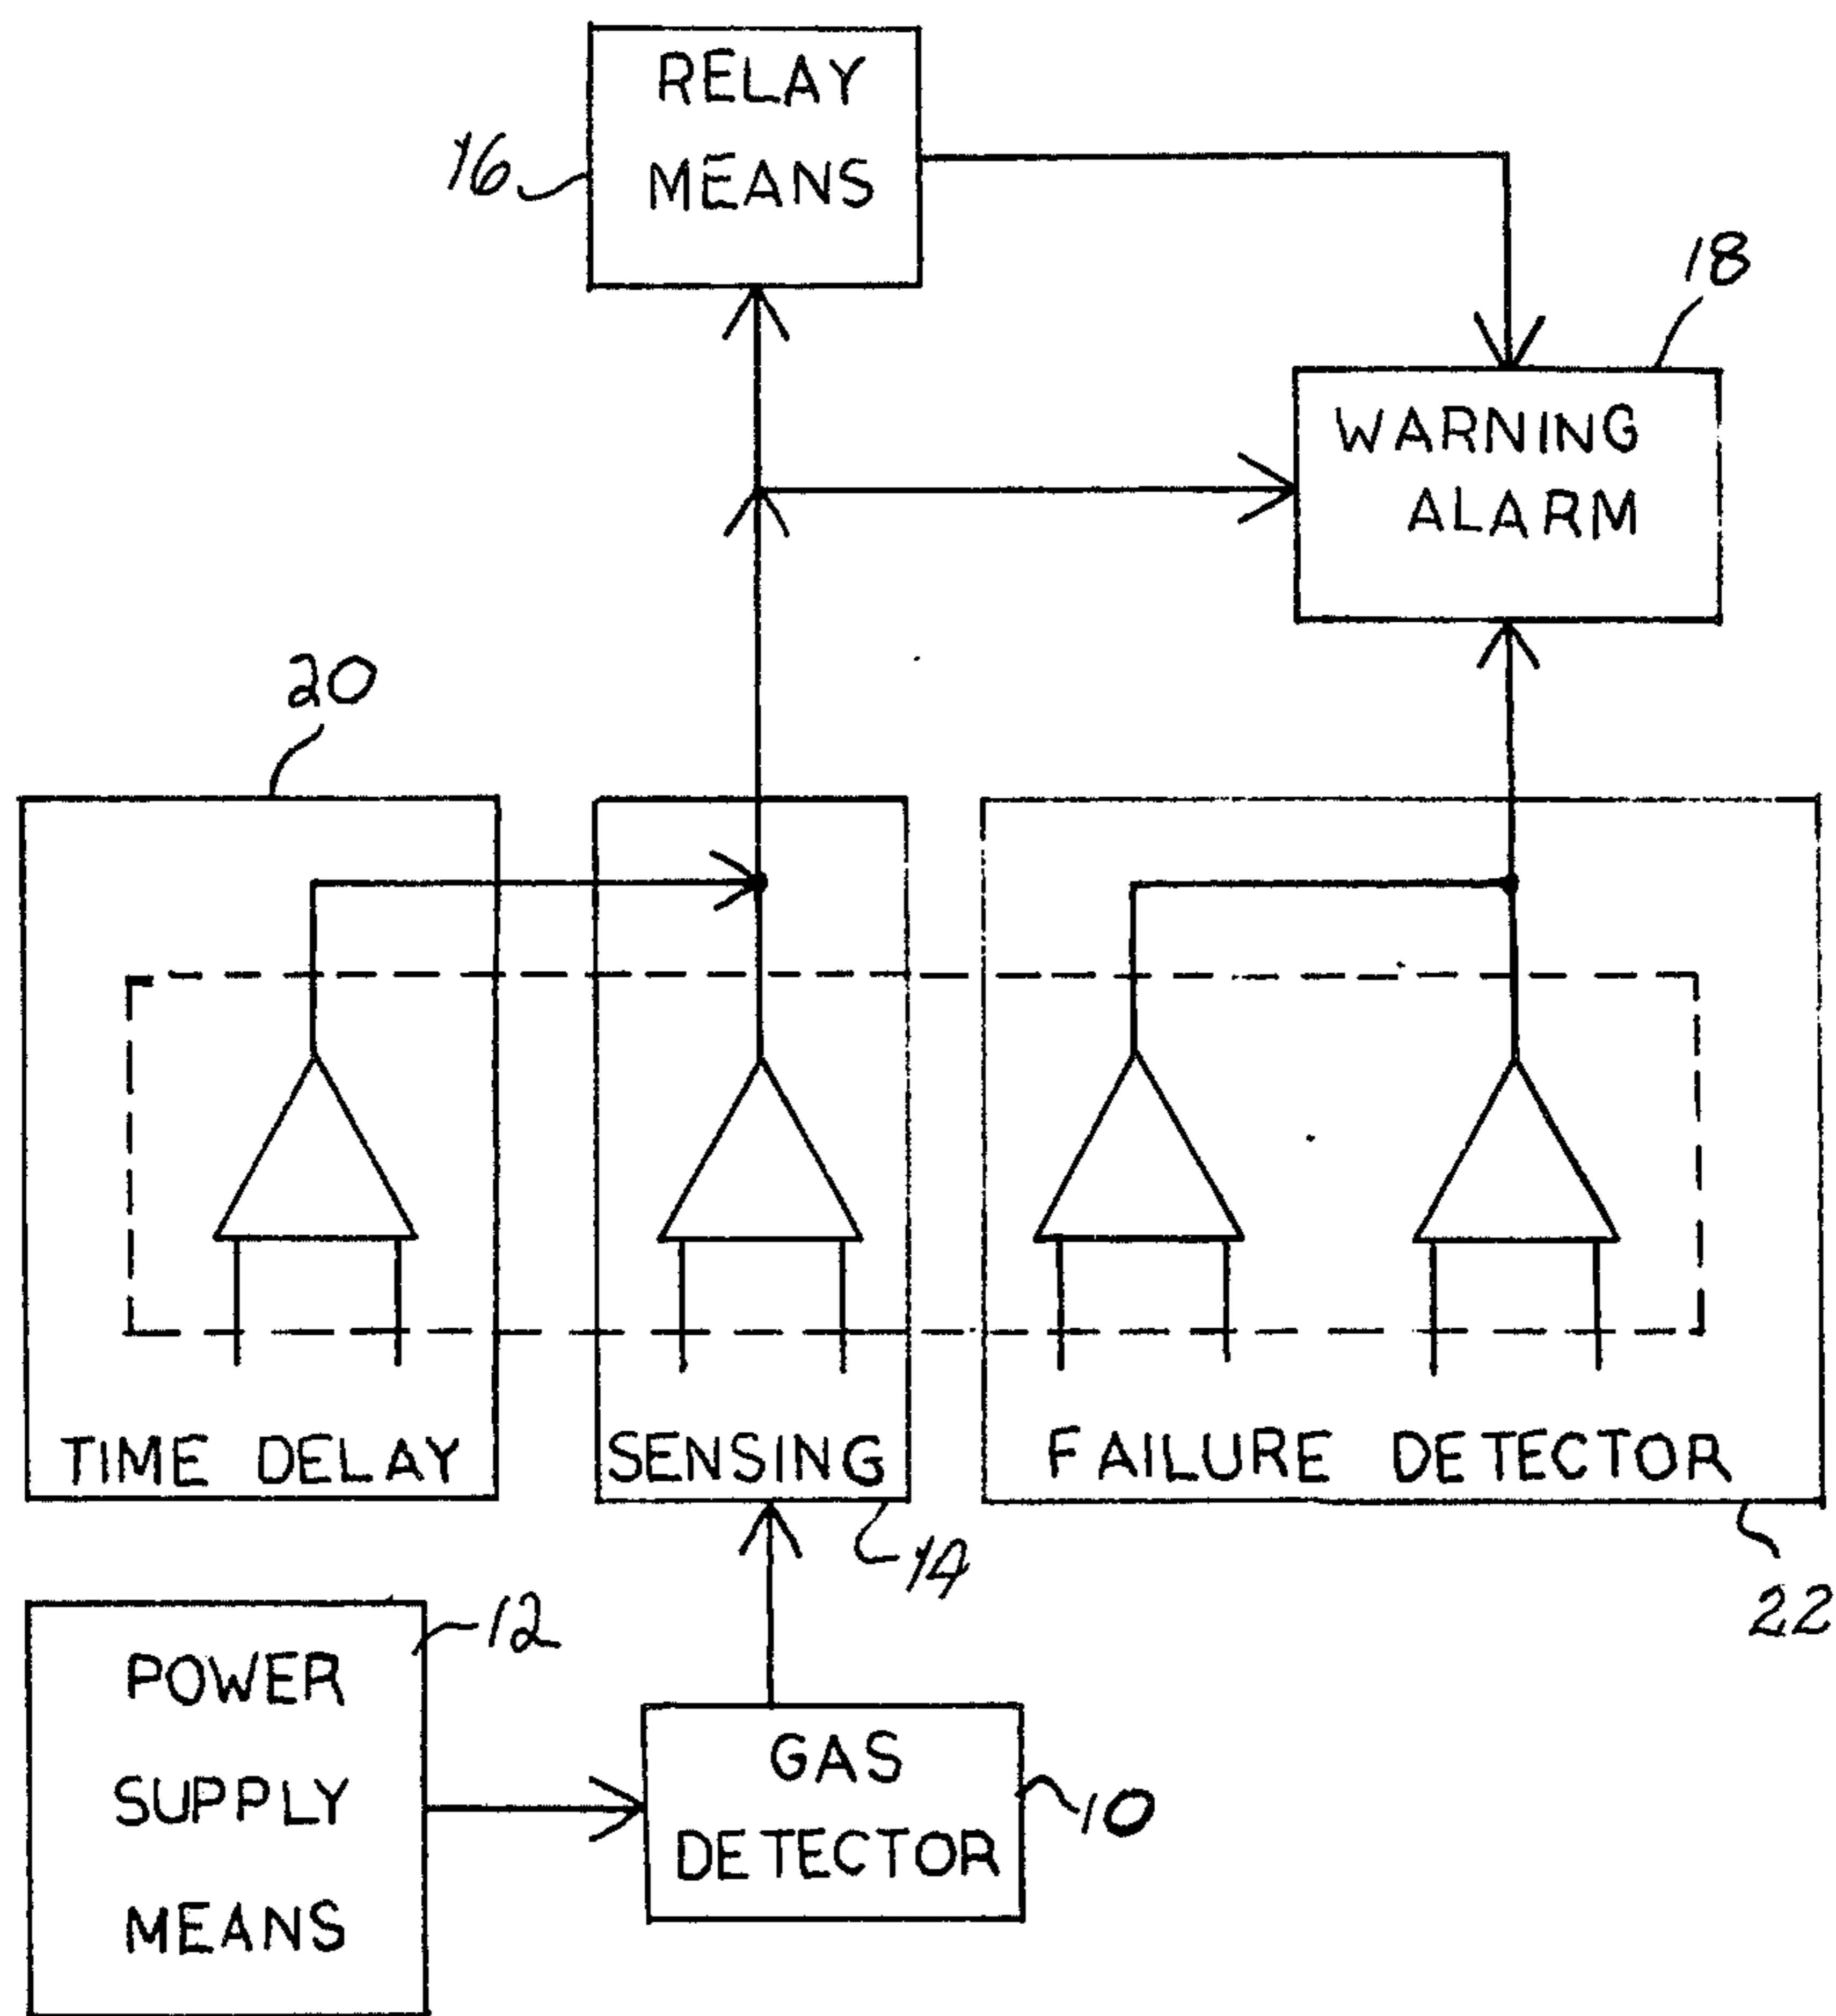 RELAY
MEANS
16
18
WARNING
ALARM
20
TIME DELAY
SENSING
FAILURE DETECTOR
14
22
12
POWER
SUPPLY
MEANS
GAS
DETECTOR
10